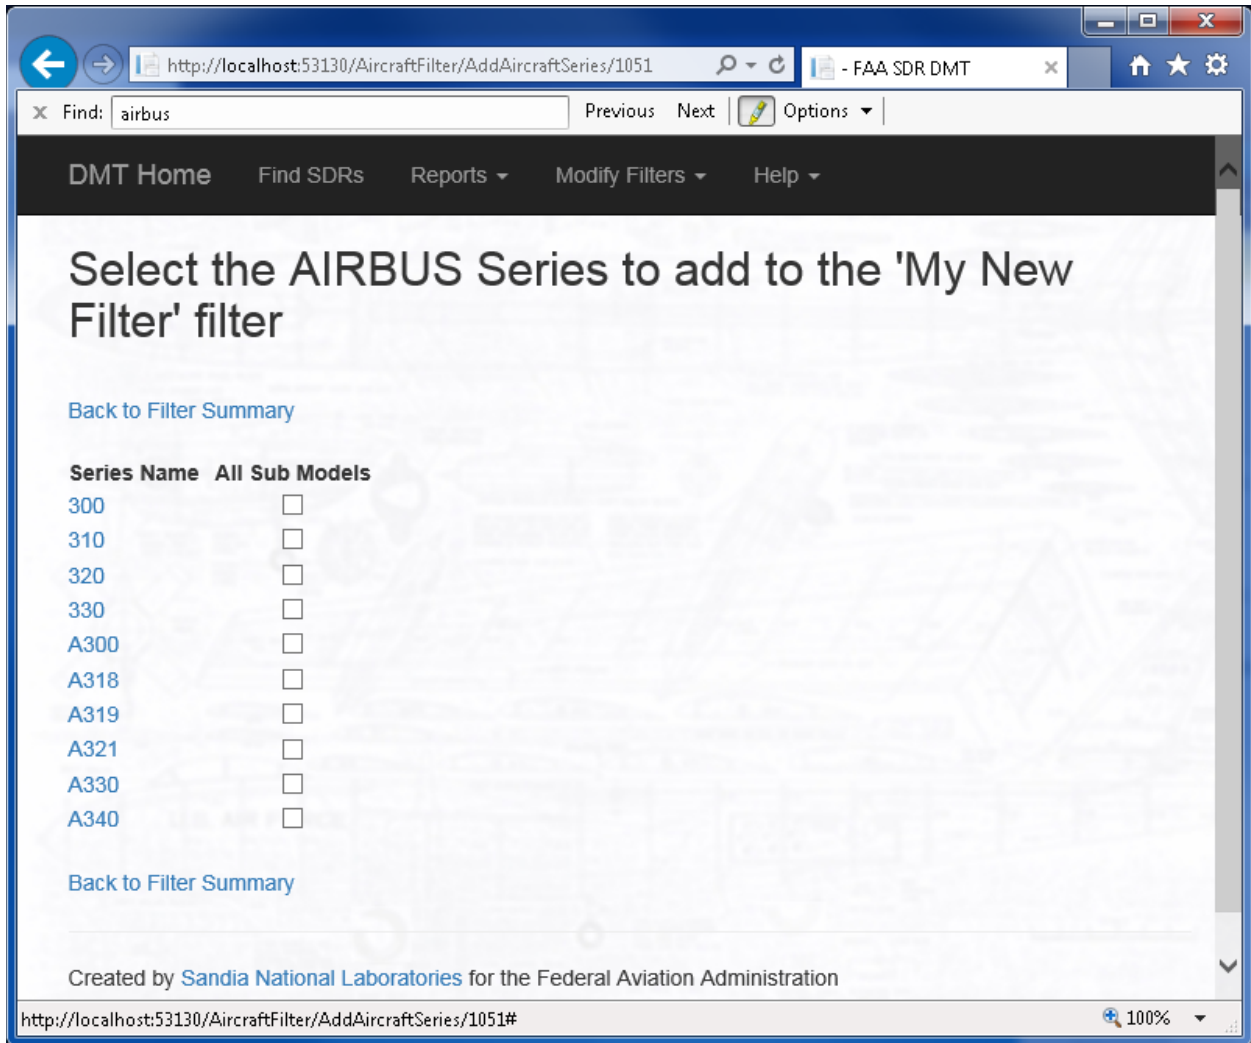 http://localhost:53130/AircraftFilter/AddAircraftSeries/1051
- FAA SDR DMT
Find: airbus Previous Next Options
DMT Home Find SDRs Reports Modify Filters Help
Select the AIRBUS Series to add to the 'My New
Filter' filter
Back to Filter Summary
Series Name All Sub Models
300
310
320
330
A300
A318
A319
A321
A330
A340
Back to Filter Summary
Created by Sandia National Laboratories for the Federal Aviation Administration
http://localhost:53130/AircraftFilter/AddAircraftSeries/1051#
100%